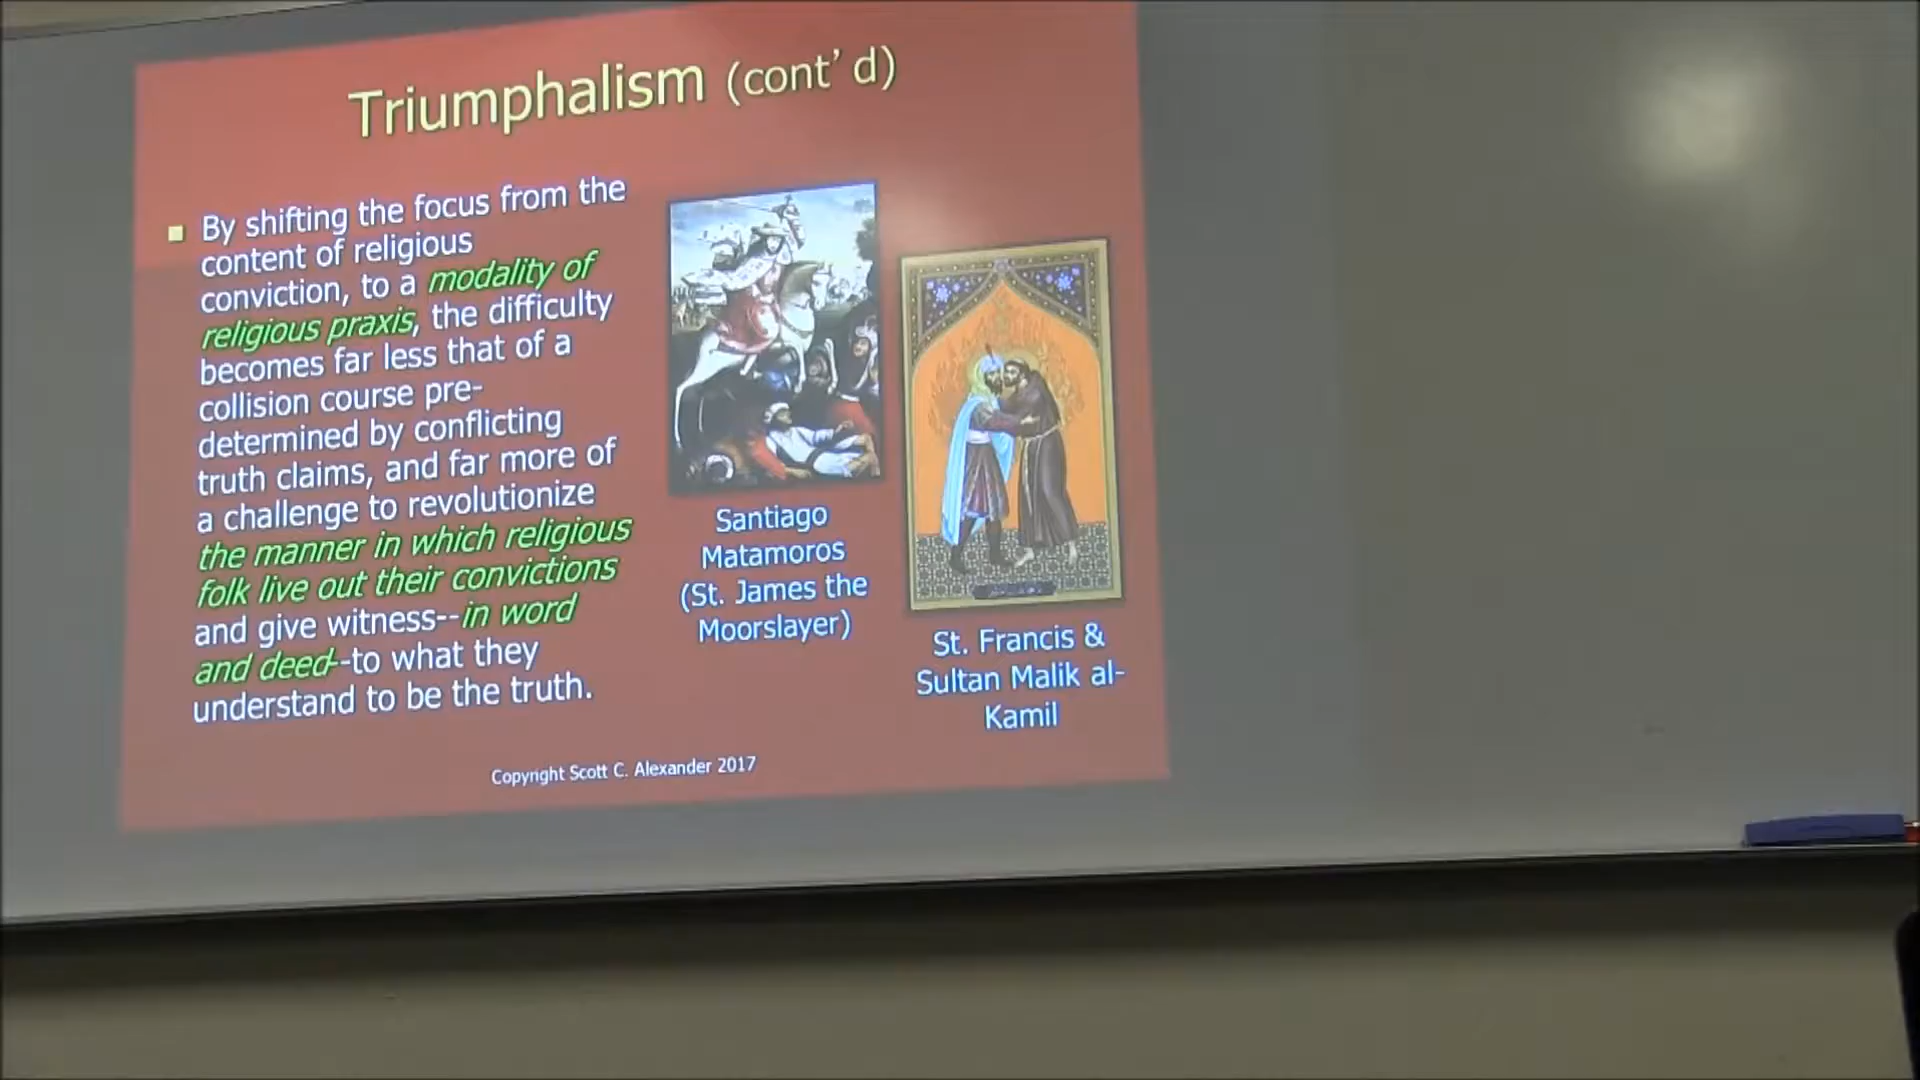 Triumphalism (cont'd)
By shifting the focus from the
content of religious
conviction, to a modality of
religious praxis, the difficulty
becomes far less that of a
collision course pre-
determined by conflicting
truth claims, and far more of
a challenge to revolutionize
the manner in which religious
folk live out their convictions
and give witness--in word
and deed--to what they
understand to be the truth.
Santiago
Matamoros
(St. James the
Moorslayer)
St. Francis &
Sultan Malik al-
Kamil
Copyright Scott C. Alexander 2017